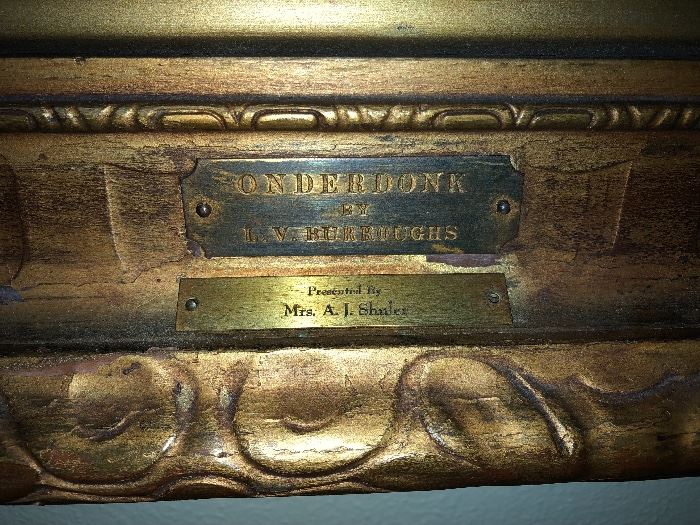 ONDERDONK
BY
L. V. BURROUGHS
Presented By
Mrs. A. J. Shuler